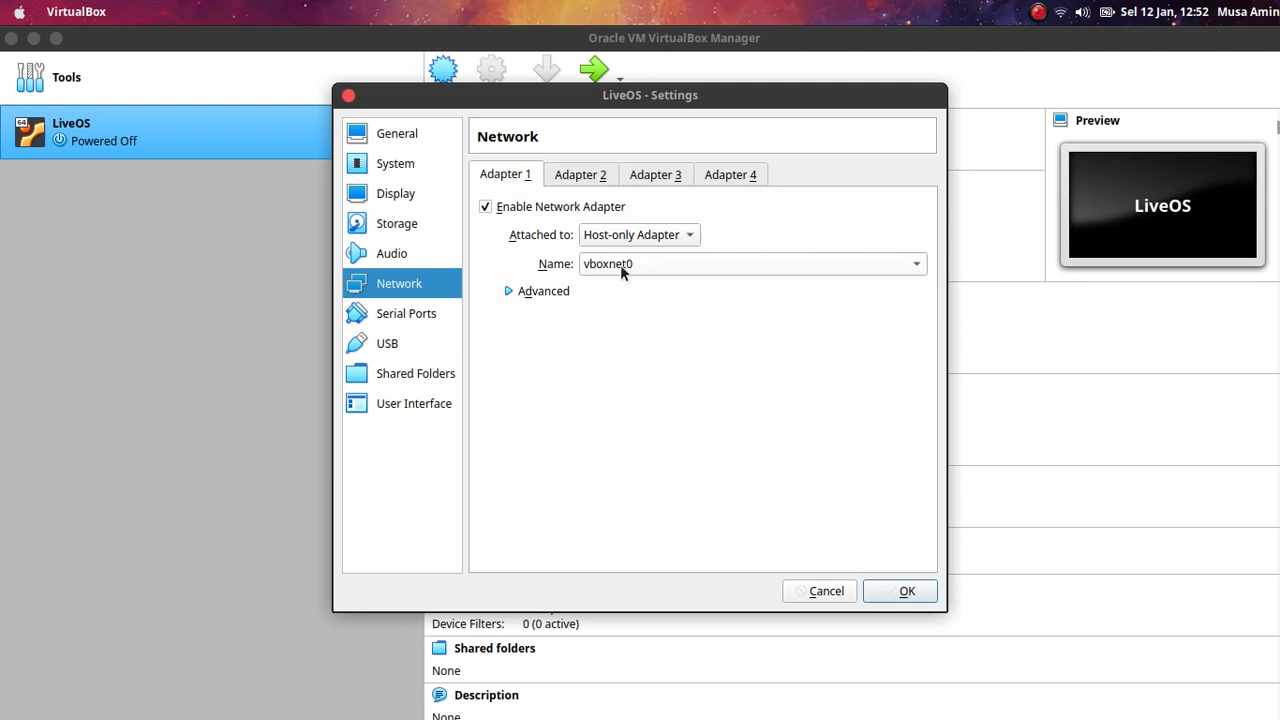 VirtualBox
Sel 12 Jan, 12:52 Musa Amin
Oracle VM VirtualBox Manager
Tools
64
LiveOS
Powered Off
LiveOS - Settings
General
System
Display
Storage
Audio
Network
Serial Ports
USB
Shared Folders
User Interface
Network
Adapter 1
Adapter 2
Adapter 3
Adapter 4
Enable Network Adapter
Attached to: Host-only Adapter
Name: vboxnet0
Advanced
Cancel
OK
Preview
LiveOS
Device Filters: 0 (0 active)
Shared folders
None
Description
None